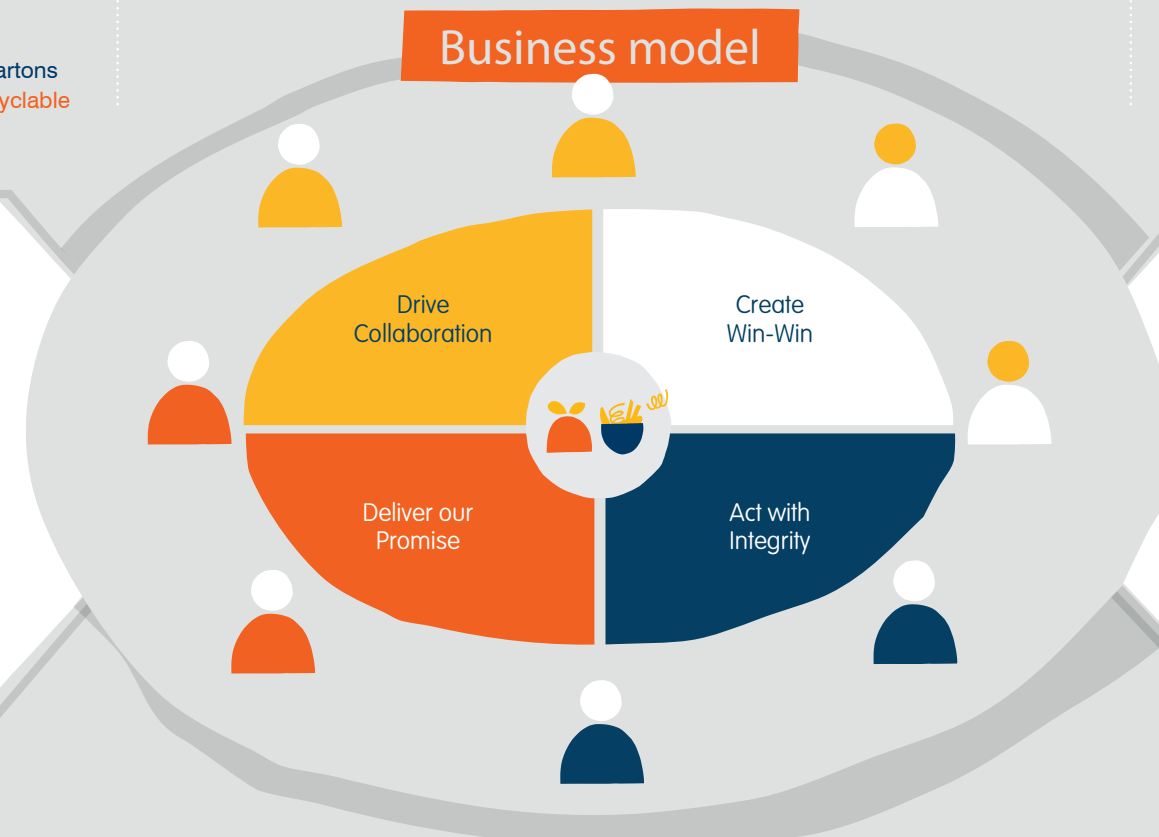 Business model
artons
yclable
Drive
Collaboration
Create
Win-Win
Deliver our
Promise
Act with
Integrity